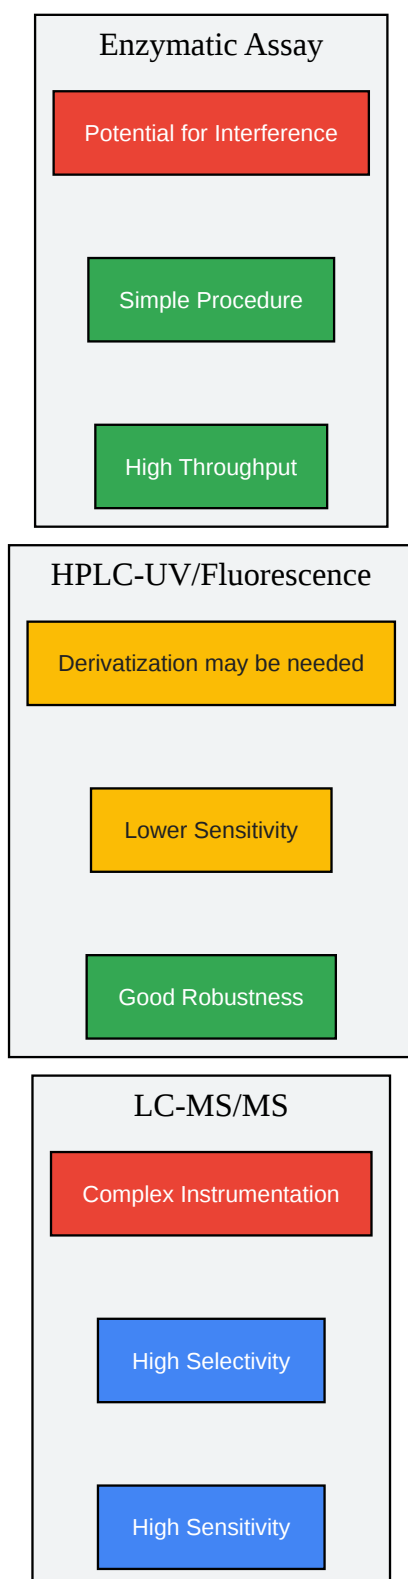 Enzymatic Assay
Potential for Interference
Simple Procedure
High Throughput
HPLC-UV/Fluorescence
Derivatization may be needed
Lower Sensitivity
Good Robustness
LC-MS/MS
Complex Instrumentation
High Selectivity
High Sensitivity